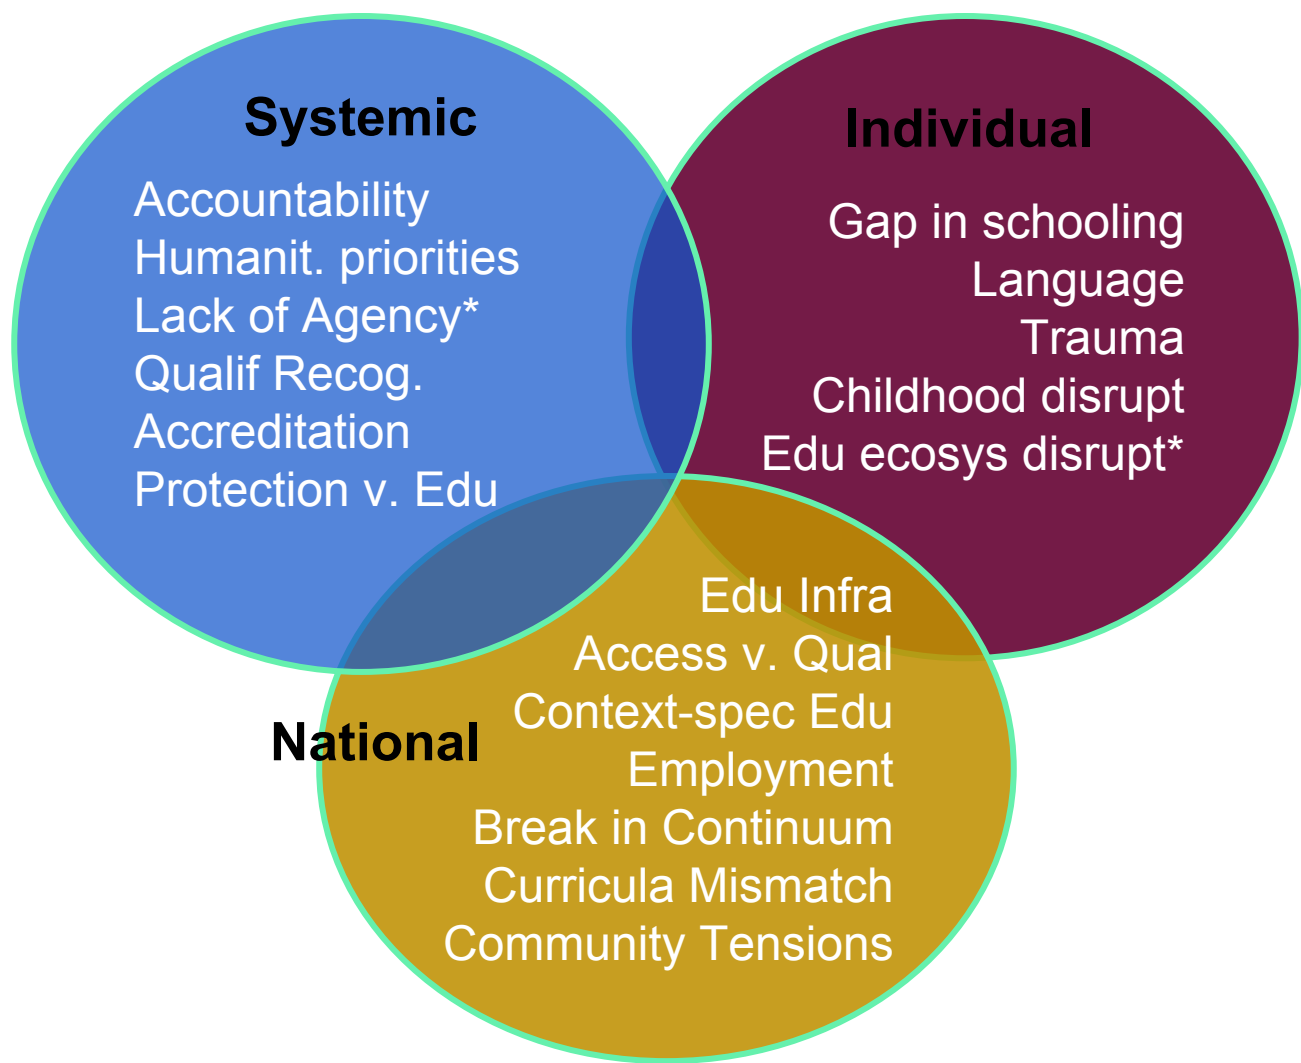 Systemic
Accountability
Humanit. priorities
Lack of Agency*
Qualif Recog.
Accreditation
Protection v. Edu
Individual
Gap in schooling
Language
Trauma
Childhood disrupt
Edu ecosys disrupt*
National
Edu Infra
Access v. Qual
Context-spec Edu
Employment
Break in Continuum
Curricula Mismatch
Community Tensions